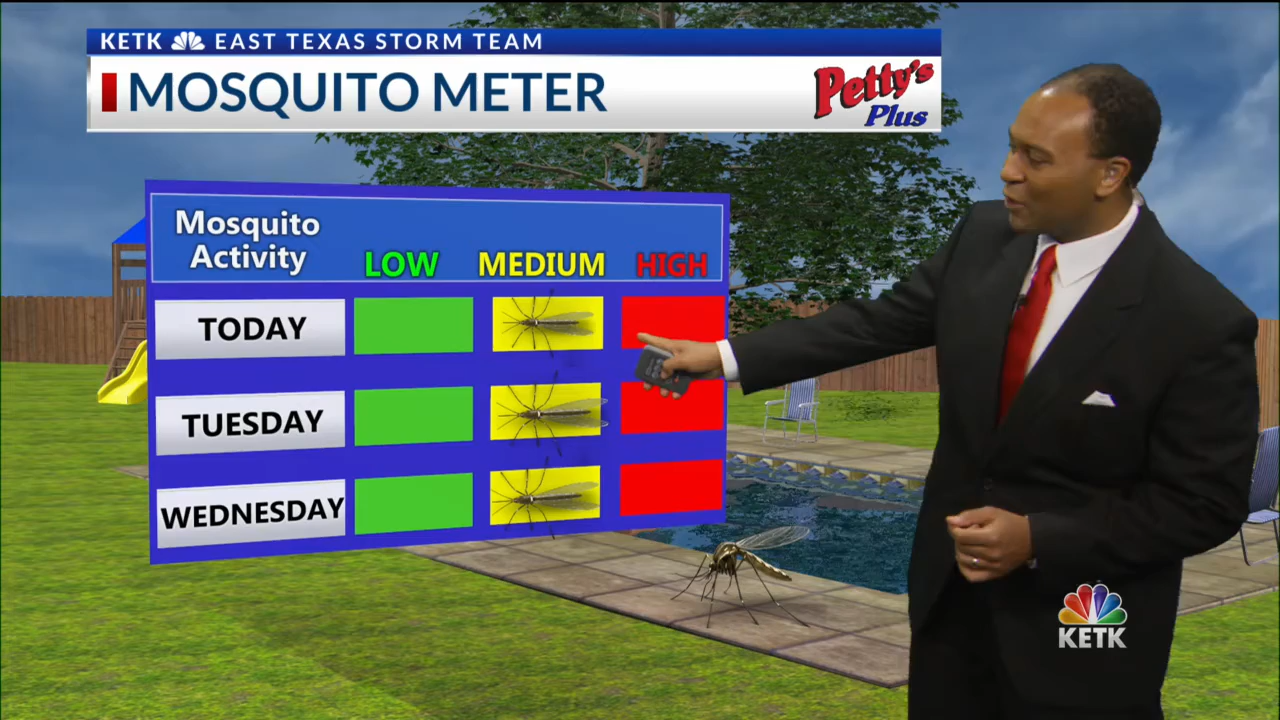 KETK EAST TEXAS STORM TEAM
MOSQUITO METER
Petty's
Plus
Mosquito
Activity
LOW MEDIUM HIGH
TODAY
TUESDAY
WEDNESDAY
KETK